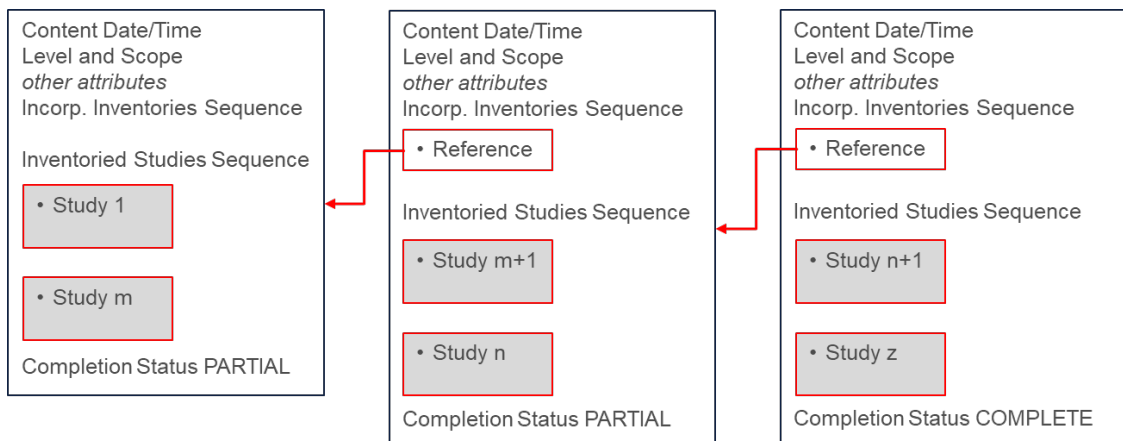 Content Date/Time
Level and Scope
other attributes
Incorp. Inventories Sequence
Inventoried Studies Sequence
• Study 1
• Study m
Completion Status PARTIAL
Content Date/Time
Level and Scope
other attributes
Incorp. Inventories Sequence
• Reference
Inventoried Studies Sequence
• Study m+1
• Study n
Completion Status PARTIAL
Content Date/Time
Level and Scope
other attributes
Incorp. Inventories Sequence
• Reference
Inventoried Studies Sequence
• Study n+1
• Study z
Completion Status COMPLETE